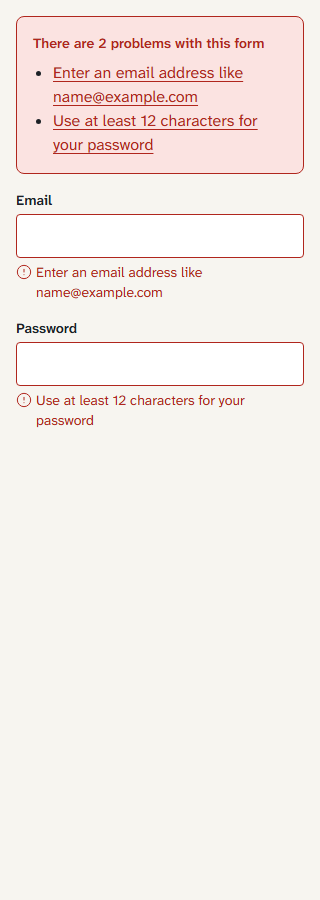 There are 2 problems with this form
Enter an email address like
name@example.com
Use at least 12 characters for
your password
Email
Enter an email address like
name@example.com
Password
Use at least 12 characters for your
password